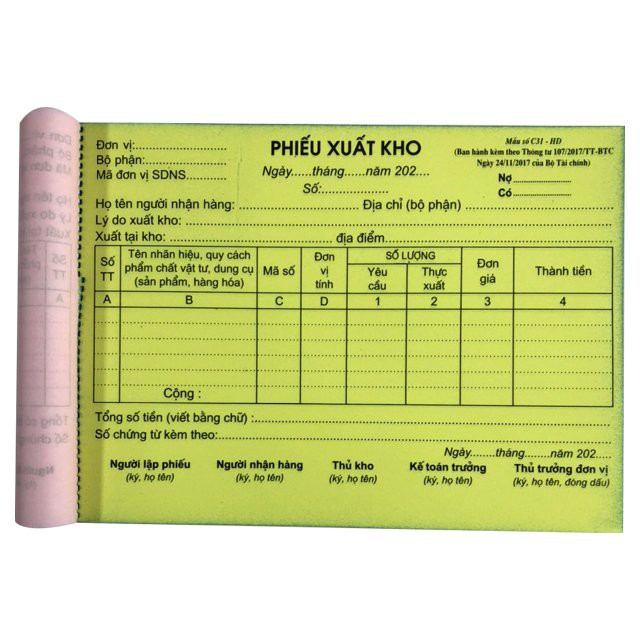 Đơn vị:
PHIẾU XUẤT KHO
Mẫu số C31 - HD
Bộ phận:
(Ban hành kèm theo Thông tư 107/2017/TT-BTC
Mã đơn vị SDNS
Ngày......tháng......năm 202....
Ngày 24/11/2017 của Bộ Tài chính)
Số:
Nợ
Có
Họ tên người nhận hàng: Địa chỉ (bộ phận)
Lý do xuất kho:
Xuất tại kho: địa điểm
Số TT
Tên nhãn hiệu, quy cách
phẩm chất vật tư, dung cụ
(sản phẩm, hàng hóa)
Mã số
Đơn
vị
tính
SỐ LƯỢNG
Yêu
cầu
Thực
xuất
Đơn
giá
Thành tiền
A B C D 1 2 3 4
Cộng :
Tổng số tiền (viết bằng chữ) :
Số chứng từ kèm theo:
Ngày.......tháng.........năm 202....
Người lập phiếu Người nhận hàng Thủ kho Kế toán trưởng Thủ trưởng đơn vị
(ký, họ tên) (ký, họ tên) (ký, họ tên) (ký, họ tên) (ký, họ tên, đóng dấu)